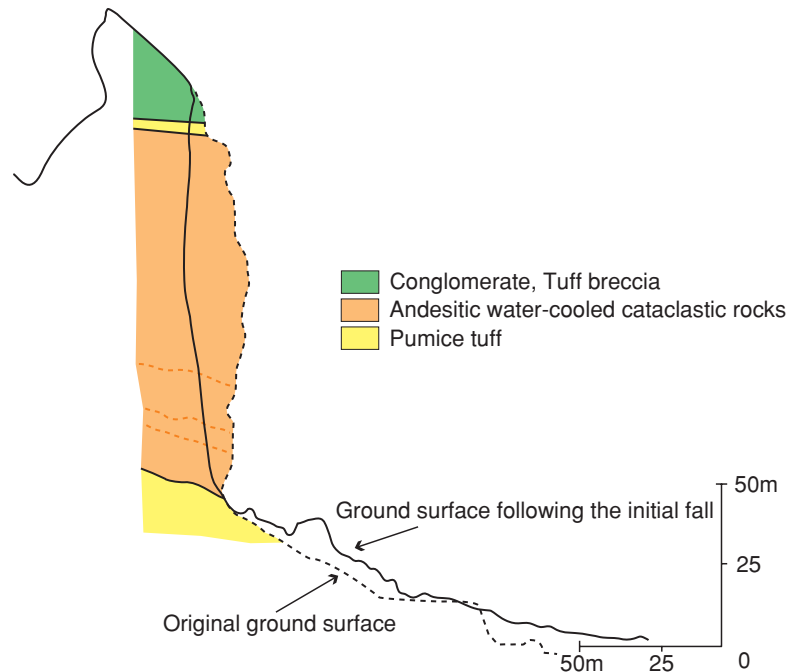 Conglomerate, Tuff breccia
Andesitic water-cooled cataclastic rocks
Pumice tuff
50m
Ground surface following the initial fall
25
Original ground surface
50m 25 0